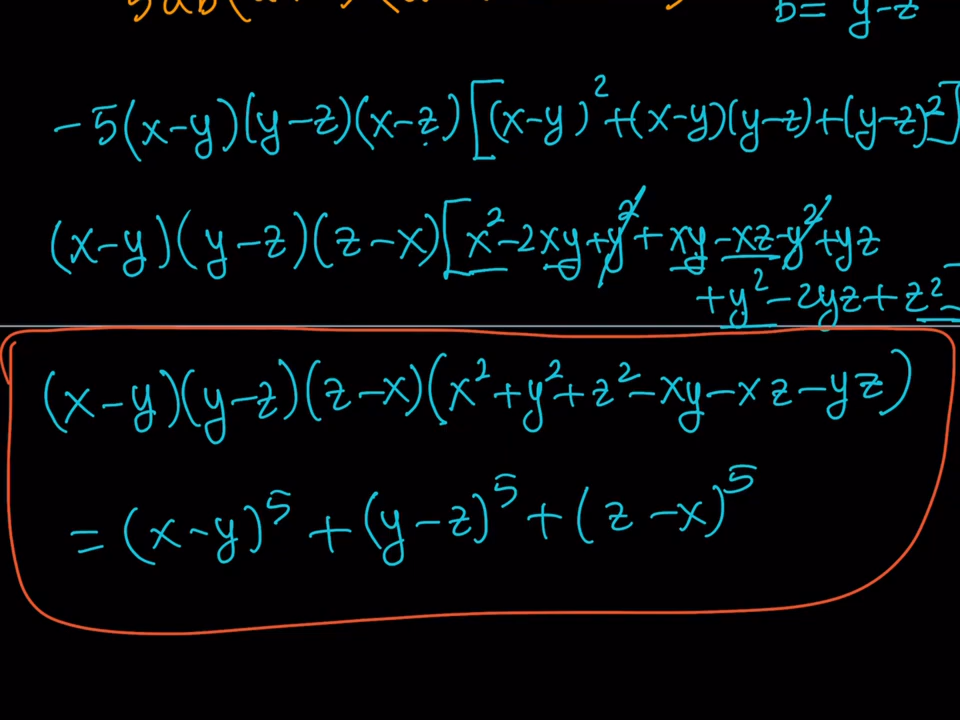 b = y-z
-5(x-y)(y-z)(x-z)[(x-y)²+(x-y)(y-z)+(y-z)²]
(x-y)(y-z)(z-x)[x²-2xy+y²+xy-xz-y²+yz
+y²-2yz+z²
(x-y)(y-z)(z-x)(x²+y²+z²-xy-xz-yz)
=(x-y)⁵+(y-z)⁵+(z-x)⁵